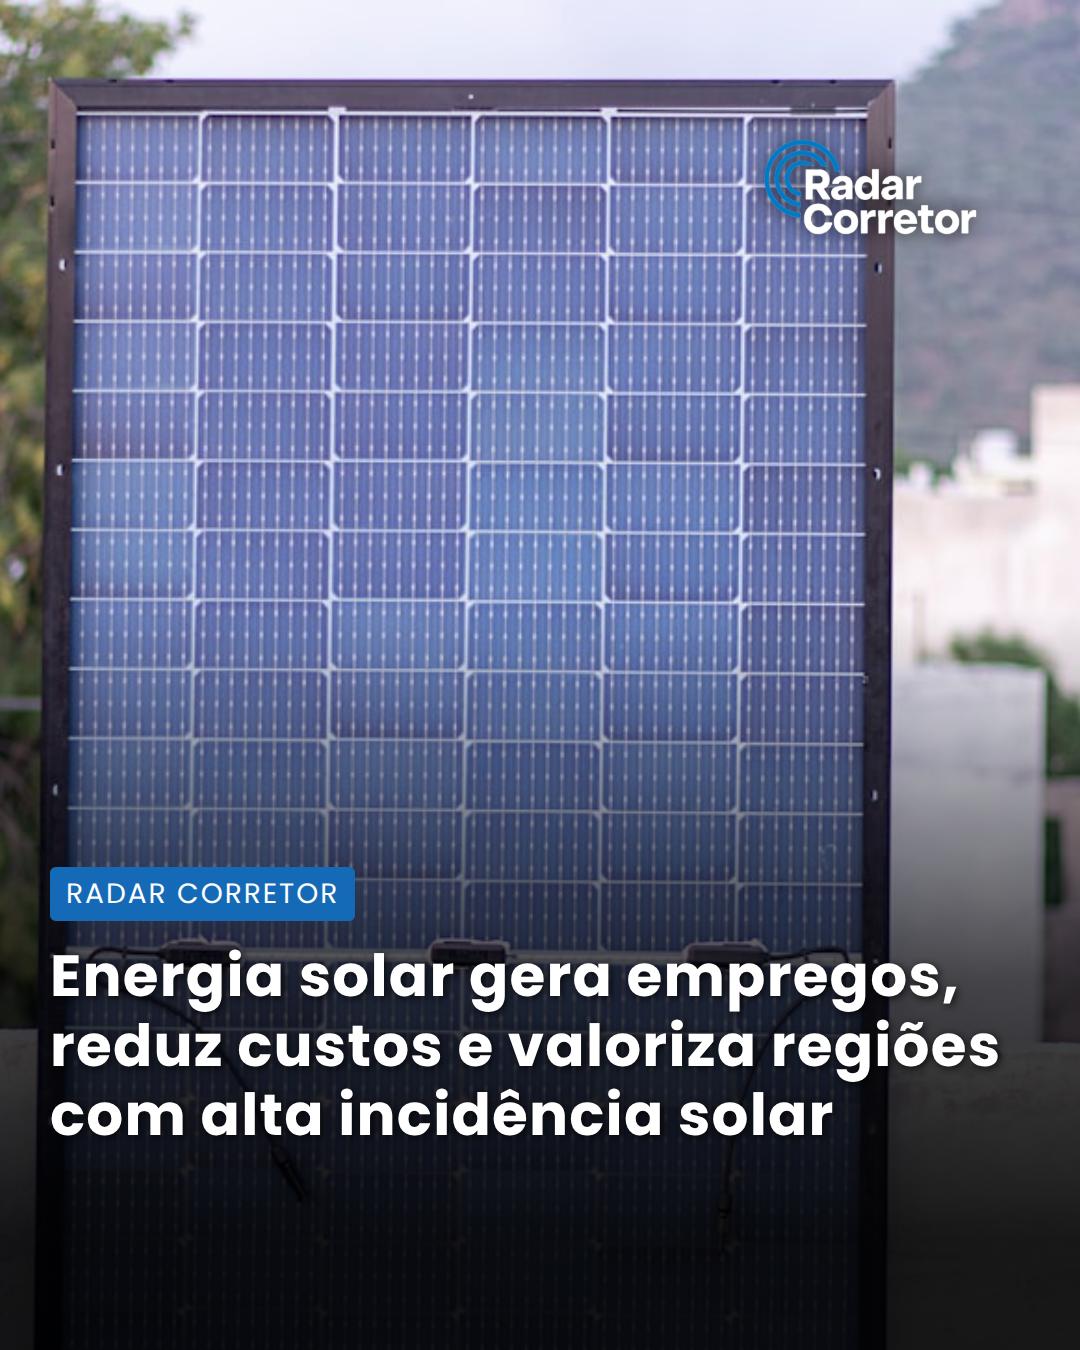 Radar
Corretor
RADAR CORRETOR
Energia solar gera empregos,
reduz custos e valoriza regiões
com alta incidência solar